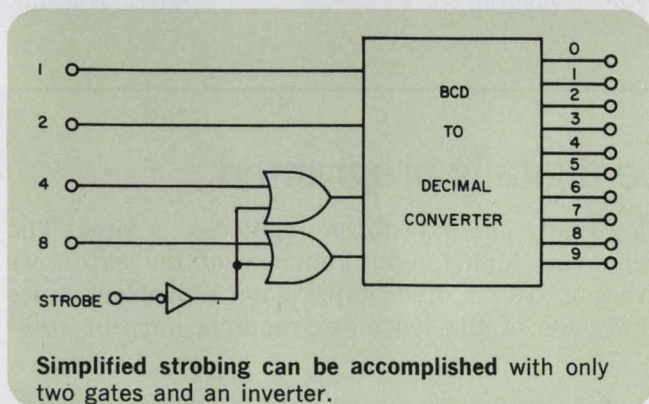 1
2
4
8
STROBE
BCD
TO
DECIMAL
CONVERTER
0
1
2
3
4
5
6
7
8
9
Simplified strobing can be accomplished with only
two gates and an inverter.